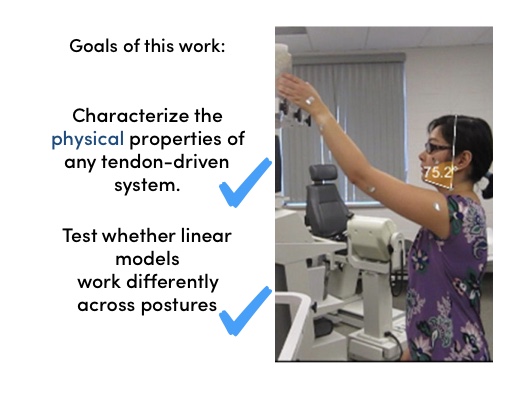 Goals of this work:
Characterize the
physical properties of
any tendon-driven
system.
Test whether linear
models
work differently
across postures
75.2°